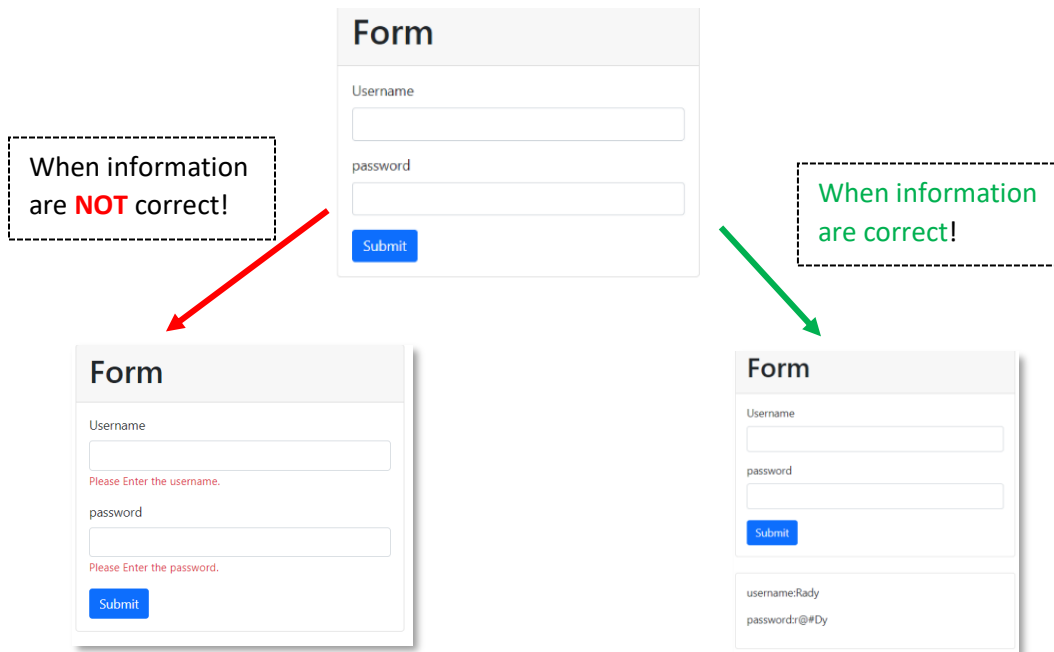 Form
Username
password
Submit
When information
are NOT correct!
When information
are correct!
Form
Username
Please Enter the username.
password
Please Enter the password.
Submit
Form
Username
password
Submit
username:Rady
password:r@#Dy